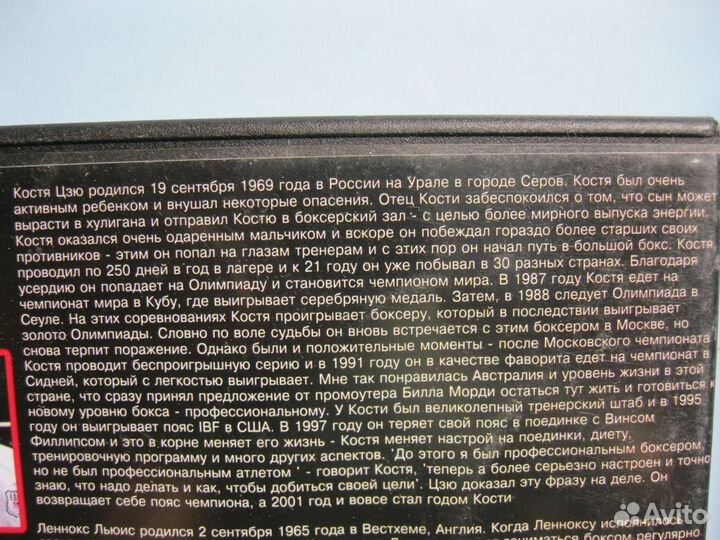 Костя Цзю родился 19 сентября 1969 года в России на Урале в городе Серов. Костя был очень
активным ребенком и внушал некоторые опасения. Отец Кости забеспокоился о том, что сын может
вырасти в хулигана и отправил Костю в боксерский зал - с целью более мирного выпуска энергии.
Костя оказался очень одаренным мальчиком и вскоре он побеждал гораздо более старших своих
противников - этим он попал на глазам тренерам и с этих пор он начал путь в большой бокс. Костя
проводил по 250 дней в год в лагере и к 21 году он уже побывал в 30 разных странах. Благодаря
усердию он попадает на Олимпиаду и становится чемпионом мира. В 1987 году Костя едет на
чемпионат мира в Кубу, где выигрывает серебряную медаль. Затем, в 1988 следует Олимпиада в
Сеуле. На этих соревнованиях Костя проигрывает боксеру, который в последствии выигрывает
золото Олимпиады. Словно по воле судьбы он вновь встречается с этим боксером в Москве, но
снова терпит поражение. Однако были и положительные моменты - после Московского чемпионата
Костя проводит беспроигрышную серию и в 1991 году он в качестве фаворита едет на чемпионат в
Сидней, который с легкостью выигрывает. Мне так понравилась Австралия и уровень жизни в этой
стране, что сразу принял предложение от промоутера Билла Морди остаться тут жить и готовиться к
новому уровню бокса - профессиональному. У Кости был великолепный тренерский штаб и в 1995
году он выигрывает пояс IBF в США. В 1997 году он теряет свой пояс в поединке с Винсом
Филлипсом и это в корне меняет его жизнь - Костя меняет настрой на поединки, диету,
тренировочную программу и много других аспектов. 'До этого я был профессиональным боксером,
но не был профессиональным атлетом ' - говорит Костя, 'теперь а более серьезно настроен и точно
знаю, что надо делать и как, чтобы добиться своей цели'. Цзю доказал эту фразу на деле. Он
возвращает себе пояс чемпиона, а 2001 год и вовсе стал годом Кости
Леннокс Льюис родился 2 сентября 1965 года в Вестхеме, Англия. Когда Ленноксу исполнилось
заниматься боксом регулярно
Avito